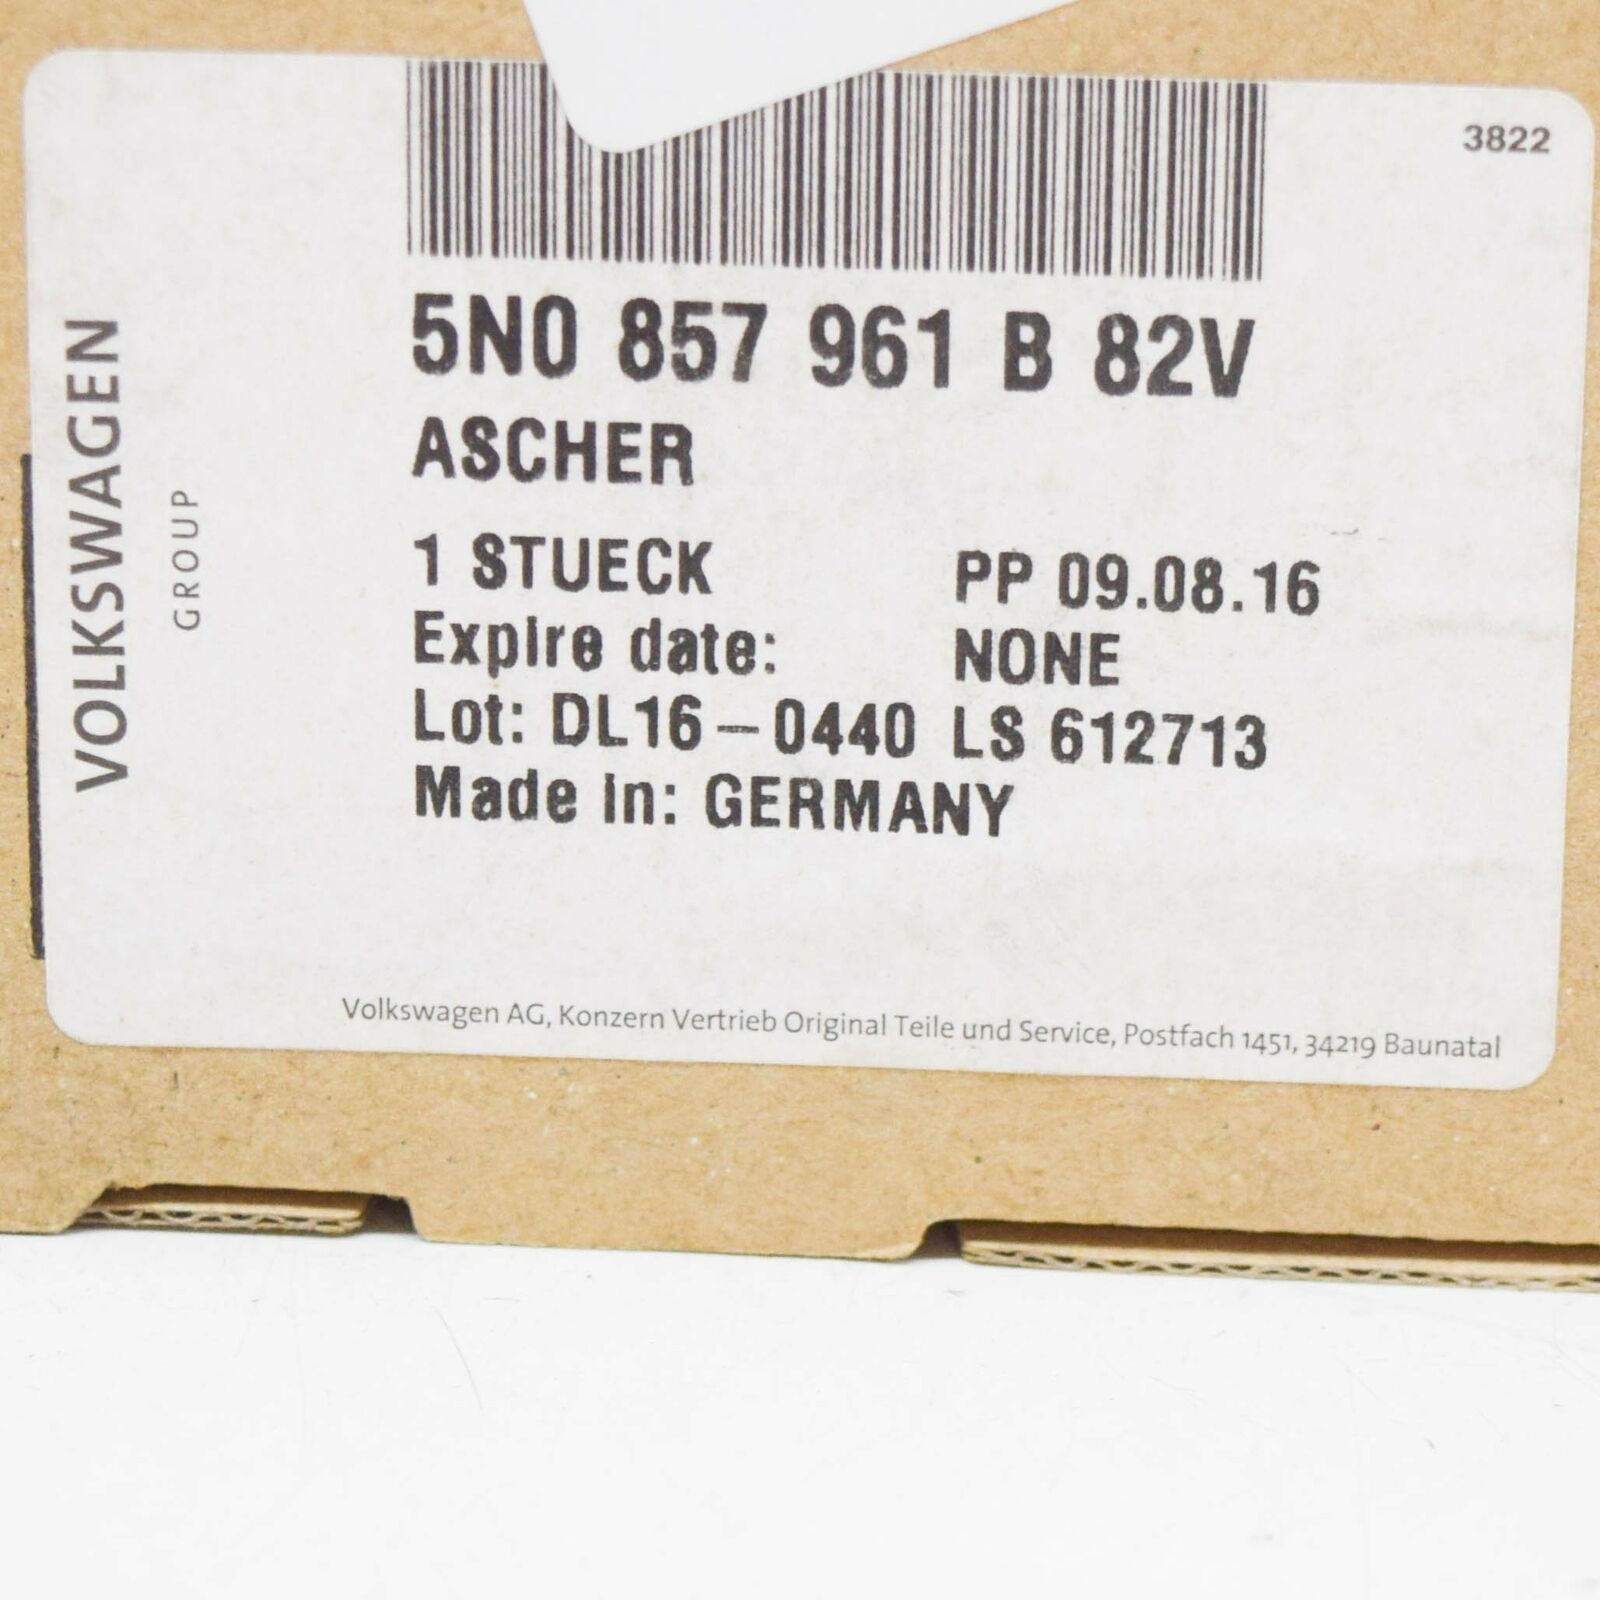 3822
VOLKSWAGEN
GROUP
5N0 857 961 B 82V
ASCHER
1 STUECK PP 09.08.16
Expire date: NONE
Lot: DL16-0440 LS 612713
Made in: GERMANY
Volkswagen AG, Konzern Vertrieb Original Teile und Service, Postfach 1451, 34219 Baunatal